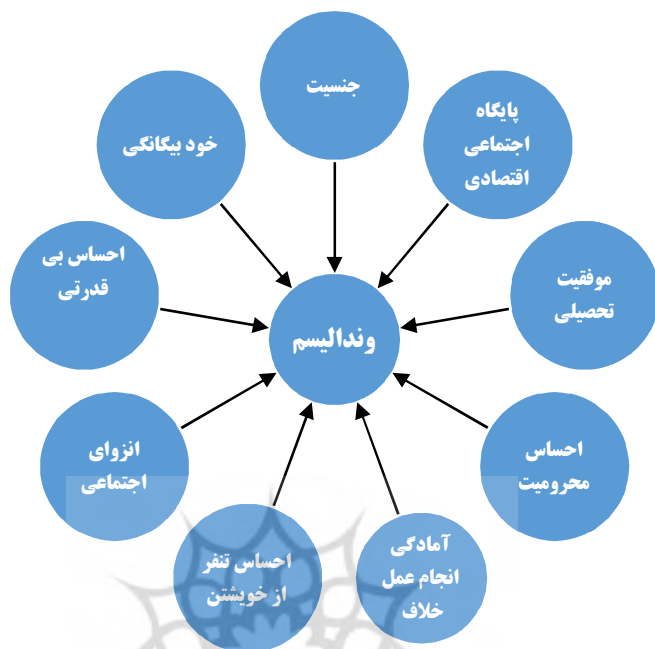 جنسیت
پایگاه
اجتماعی
اقتصادی
خود بیگانگی
احساس بی
قدرتی
موفقیت
تحصیلی
وندالیسم
انزوای
اجتماعی
احساس
محرومیت
احساس تنفر
از خویشتن
آمادگی
انجام عمل
خلاف